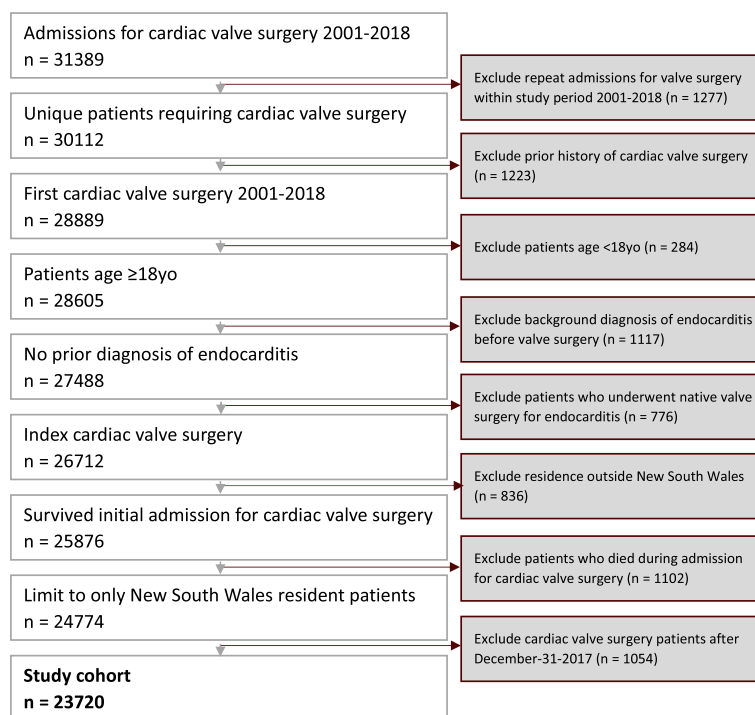 Admissions for cardiac valve surgery 2001-2018
n = 31389
Exclude repeat admissions for valve surgery
within study period 2001-2018 (n = 1277)
Unique patients requiring cardiac valve surgery
n = 30112
Exclude prior history of cardiac valve surgery
(n = 1223)
First cardiac valve surgery 2001-2018
n = 28889
Exclude patients age <18yo (n = 284)
Patients age ≥18yo
n = 28605
Exclude background diagnosis of endocarditis
before valve surgery (n = 1117)
No prior diagnosis of endocarditis
n = 27488
Exclude patients who underwent native valve
surgery for endocarditis (n = 776)
Index cardiac valve surgery
n = 26712
Exclude residence outside New South Wales
(n = 836)
Survived initial admission for cardiac valve surgery
n = 25876
Exclude patients who died during admission
for cardiac valve surgery (n = 1102)
Limit to only New South Wales resident patients
n = 24774
Exclude cardiac valve surgery patients after
December-31-2017 (n = 1054)
Study cohort
n = 23720